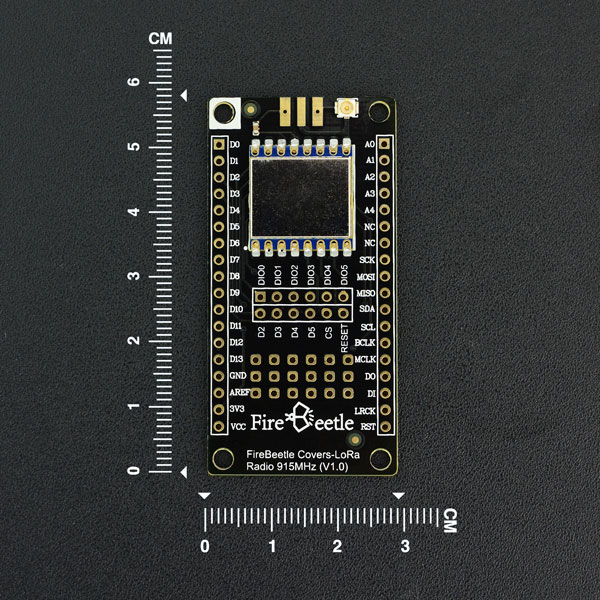 CM
6
5
4
3
2
1
0
D0
D1
D2
D3
D4
D5
D6
D7
D8
D9
D10
D11
D12
D13
GND
AREF
3V3
VCC
A0
A1
A2
A3
A4
NC
NC
SCK
MOSI
MISO
SDA
SCL
BCLK
MCLK
DO
DI
LRCK
RST
DIO0 DIO1 DIO2 DIO3 DIO4 DIO5
D2 D3 D4 D5 CS RESET
FireBeetle
FireBeetle Covers-LoRa
Radio 915MHz (V1.0)
0 1 2 3
CM